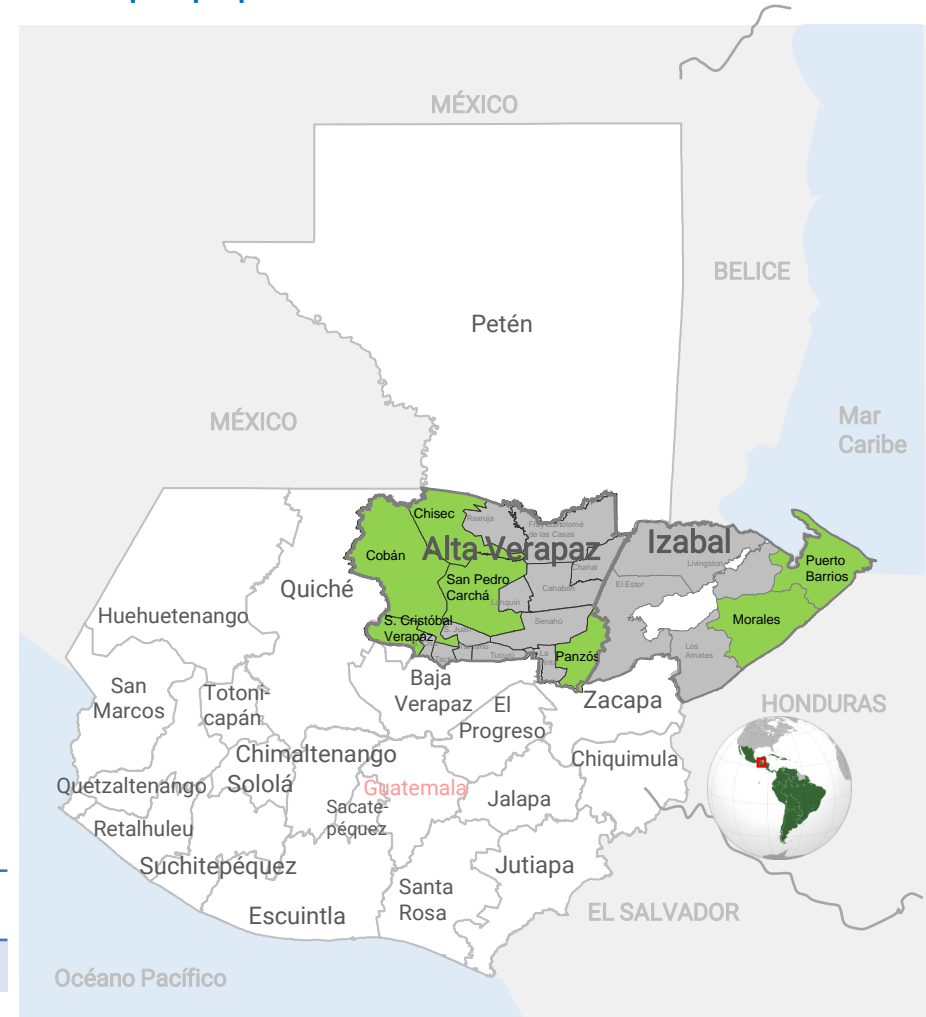 MÉXICO
BELICE
Petén
Mar
Caribe
MÉXICO
Chisec
Raxruja
Fray Bartolomé
de las Casas
Alta Verapaz
Izabal
Cobán
Livingston
Puerto
Barrios
Chahal
San Pedro
Carchá
El Estor
Cahabón
Quiché
Lanquín
Huehuetenango
S. Cristóbal
Verapaz
S. Juan
Senahú
Morales
Los
Amates
Tucurú
La
Panzós
San
Marcos
Totoni-
capán
Baja
Verapaz
El
Progreso
Zacapa
HONDURAS
Chimaltenango
Chiquimula
Quetzaltenango
Sololá
Guatemala
Jalapa
Sacate-
péquez
Retalhuleu
Suchitepéquez
Jutiapa
Santa
Rosa
Escuintla
EL SALVADOR
Océano Pacífico